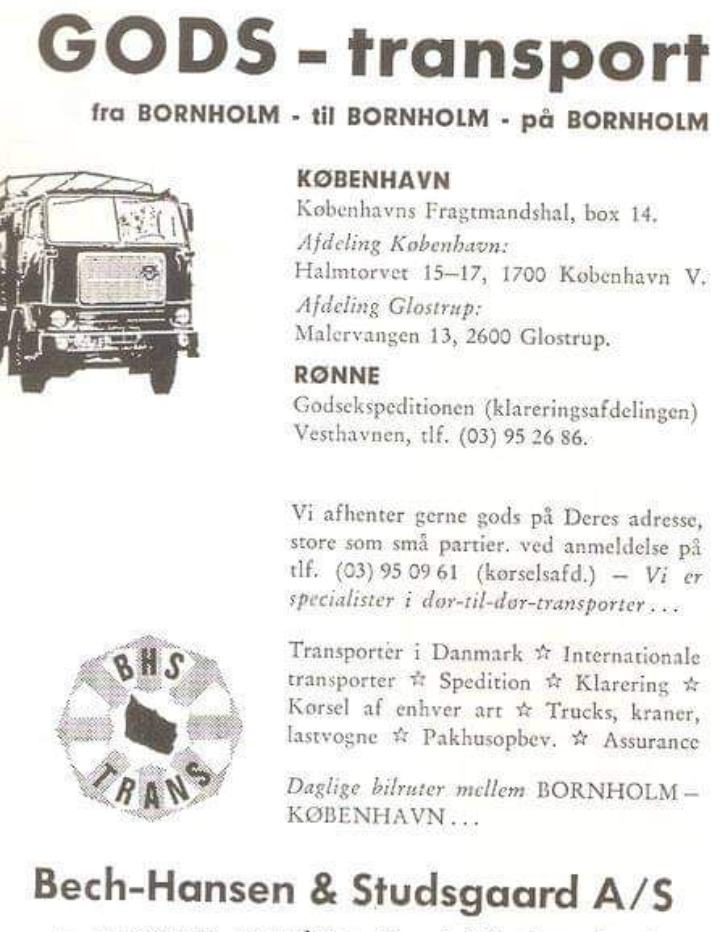 GODS - transport
fra BORNHOLM - til BORNHOLM - på BORNHOLM
KØBENHAVN
Københavns Fragtmandshal, box 14.
Afdeling København:
Halmtorvet 15–17, 1700 København V.
Afdeling Glostrup:
Malervangen 13, 2600 Glostrup.
RØNNE
Godsekspeditionen (klareringsafdelingen)
Vesthavnen, tlf. (03) 95 26 86.
Vi afhenter gerne gods på Deres adresse,
store som små partier. ved anmeldelse på
tlf. (03) 95 09 61 (kørselsafd.) – Vi er
specialister i dør-til-dør-transporter...
BHS
TRANS
Transporter i Danmark ☆ Internationale
transporter ☆ Spedition ☆ Klarering ☆
Kørsel af enhver art ☆ Trucks, kraner,
lastvogne ☆ Pakhusopbev. ☆ Assurance
Daglige bilruter mellem BORNHOLM –
KØBENHAVN...
Bech-Hansen & Studsgaard A/S